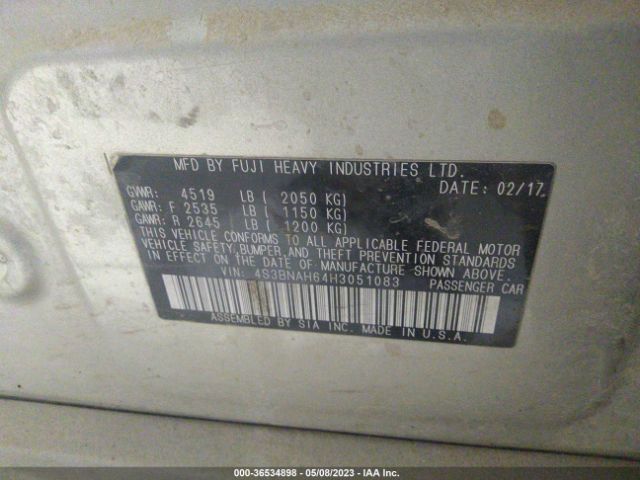 MFD BY FUJI HEAVY INDUSTRIES LTD.
DATE: 02/17
GVWR: 4519 LB ( 2050 KG)
GAWR: F 2535 LB ( 1150 KG)
GAWR: R 2645 LB ( 1200 KG)
THIS VEHICLE CONFORMS TO ALL APPLICABLE FEDERAL MOTOR
VEHICLE SAFETY,BUMPER,AND THEFT PREVENTION STANDARDS
IN EFFECT ON THE DATE OF MANUFACTURE SHOWN ABOVE.
VIN: 4S3BNAH64H3051083 PASSENGER CAR
ASSEMBLED BY SIA INC. MADE IN U.S.A.
000-36534898 - 05/08/2023 - IAA Inc.